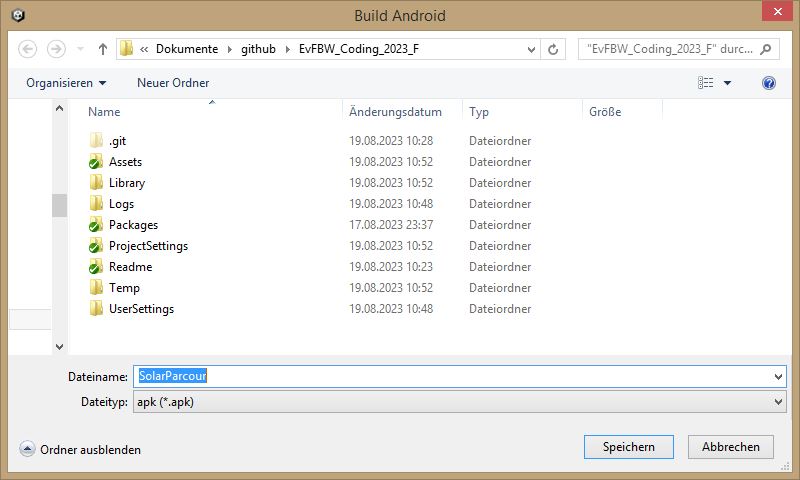 Build Android
« Dokumente ▸ github ▸ EvFBW_Coding_2023_F
"EvFBW_Coding_2023_F" durc...
Organisieren Neuer Ordner
Name Änderungsdatum Typ Größe
.git 19.08.2023 10:28 Dateiordner
Assets 19.08.2023 10:52 Dateiordner
Library 19.08.2023 10:52 Dateiordner
Logs 19.08.2023 10:48 Dateiordner
Packages 17.08.2023 23:37 Dateiordner
ProjectSettings 19.08.2023 10:52 Dateiordner
Readme 19.08.2023 10:23 Dateiordner
Temp 19.08.2023 10:52 Dateiordner
UserSettings 19.08.2023 10:48 Dateiordner
Dateiname: SolarParcour
Dateityp: apk (*.apk)
Ordner ausblenden Speichern Abbrechen